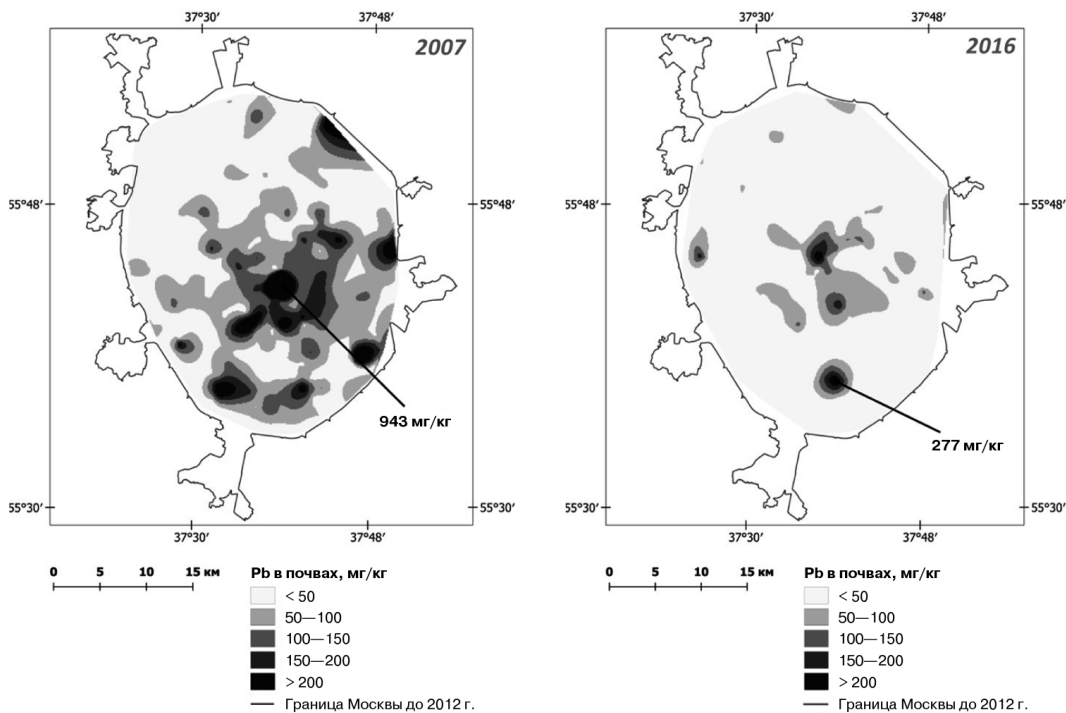 37°30′ 37°48′
2007
55°48′ 55°48′
943 мг/кг
55°30′ 55°30′
37°30′ 37°48′
0 5 10 15 км
Pb в почвах, мг/кг
< 50
50—100
100—150
150—200
> 200
Граница Москвы до 2012 г.
37°30′ 37°48′
2016
55°48′ 55°48′
277 мг/кг
55°30′ 55°30′
37°30′ 37°48′
0 5 10 15 км
Pb в почвах, мг/кг
< 50
50—100
100—150
150—200
> 200
Граница Москвы до 2012 г.